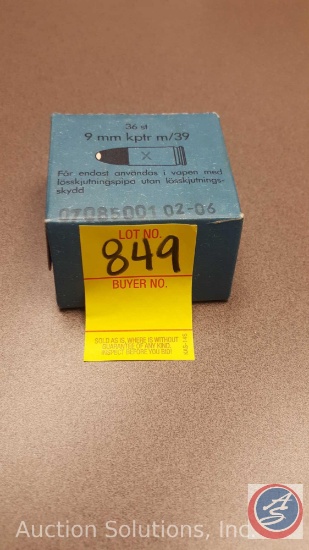 36 st
9 mm kptr m/39
X
Får endast användas i vapen med
lösskjutningspipa utan lösskjutnings-
skydd
07085001 02-06
LOT NO.
849
BUYER NO.
SOLD AS IS, WHERE IS WITHOUT
GUARANTEE OF ANY KIND.
INSPECT BEFORE YOU BID!
AS
Auction Solutions, Inc.